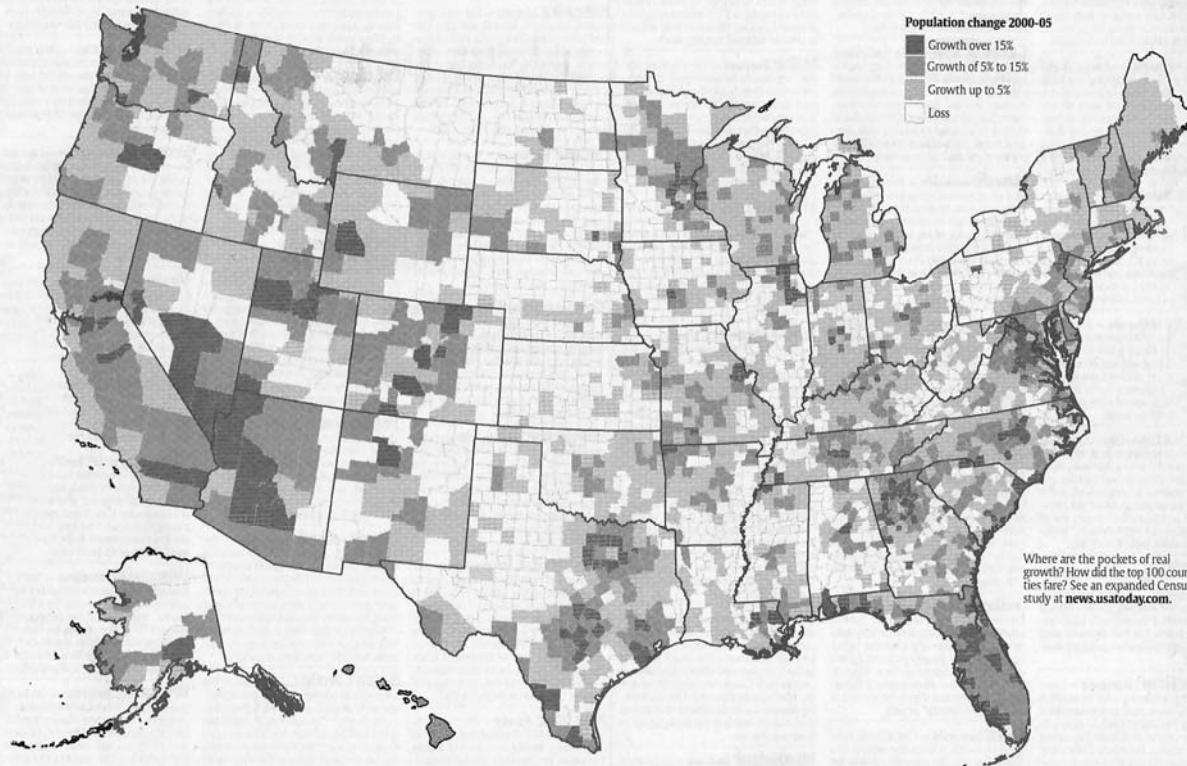 Population change 2000-05
Growth over 15%
Growth of 5% to 15%
Growth up to 5%
Loss
Where are the pockets of real
growth? How did the top 100 coun
ties fare? See an expanded Census
study at news.usatoday.com.